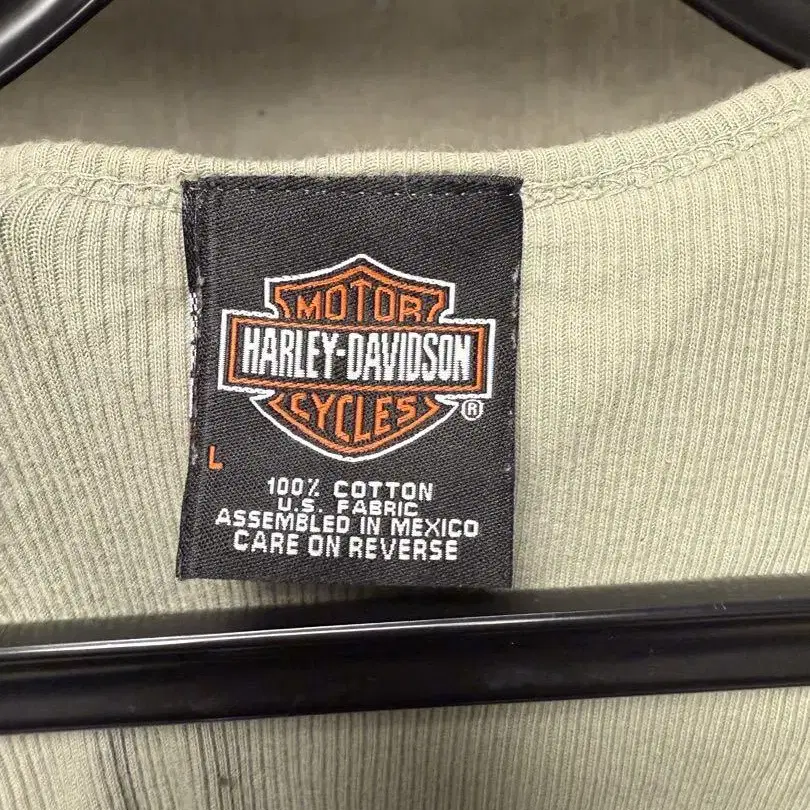 MOTOR
HARLEY-DAVIDSON
CYCLES
®
L
100% COTTON
U.S. FABRIC
ASSEMBLED IN MEXICO
CARE ON REVERSE